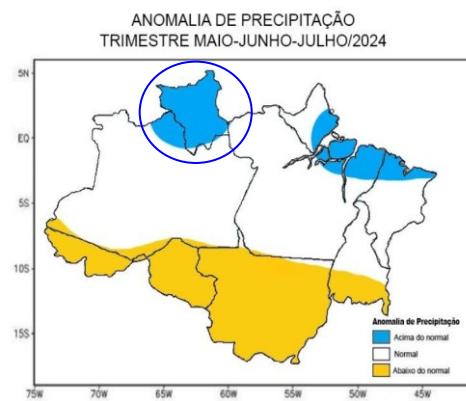 ANOMALIA DE PRECIPITAÇÃO
TRIMESTRE MAIO-JUNHO-JULHO/2024
5N
EQ
5S
10S
15S
75W 70W 65W 60W 55W 50W 45W
Anomalia de Precipitação
Acima do normal
Normal
Abaixo do normal